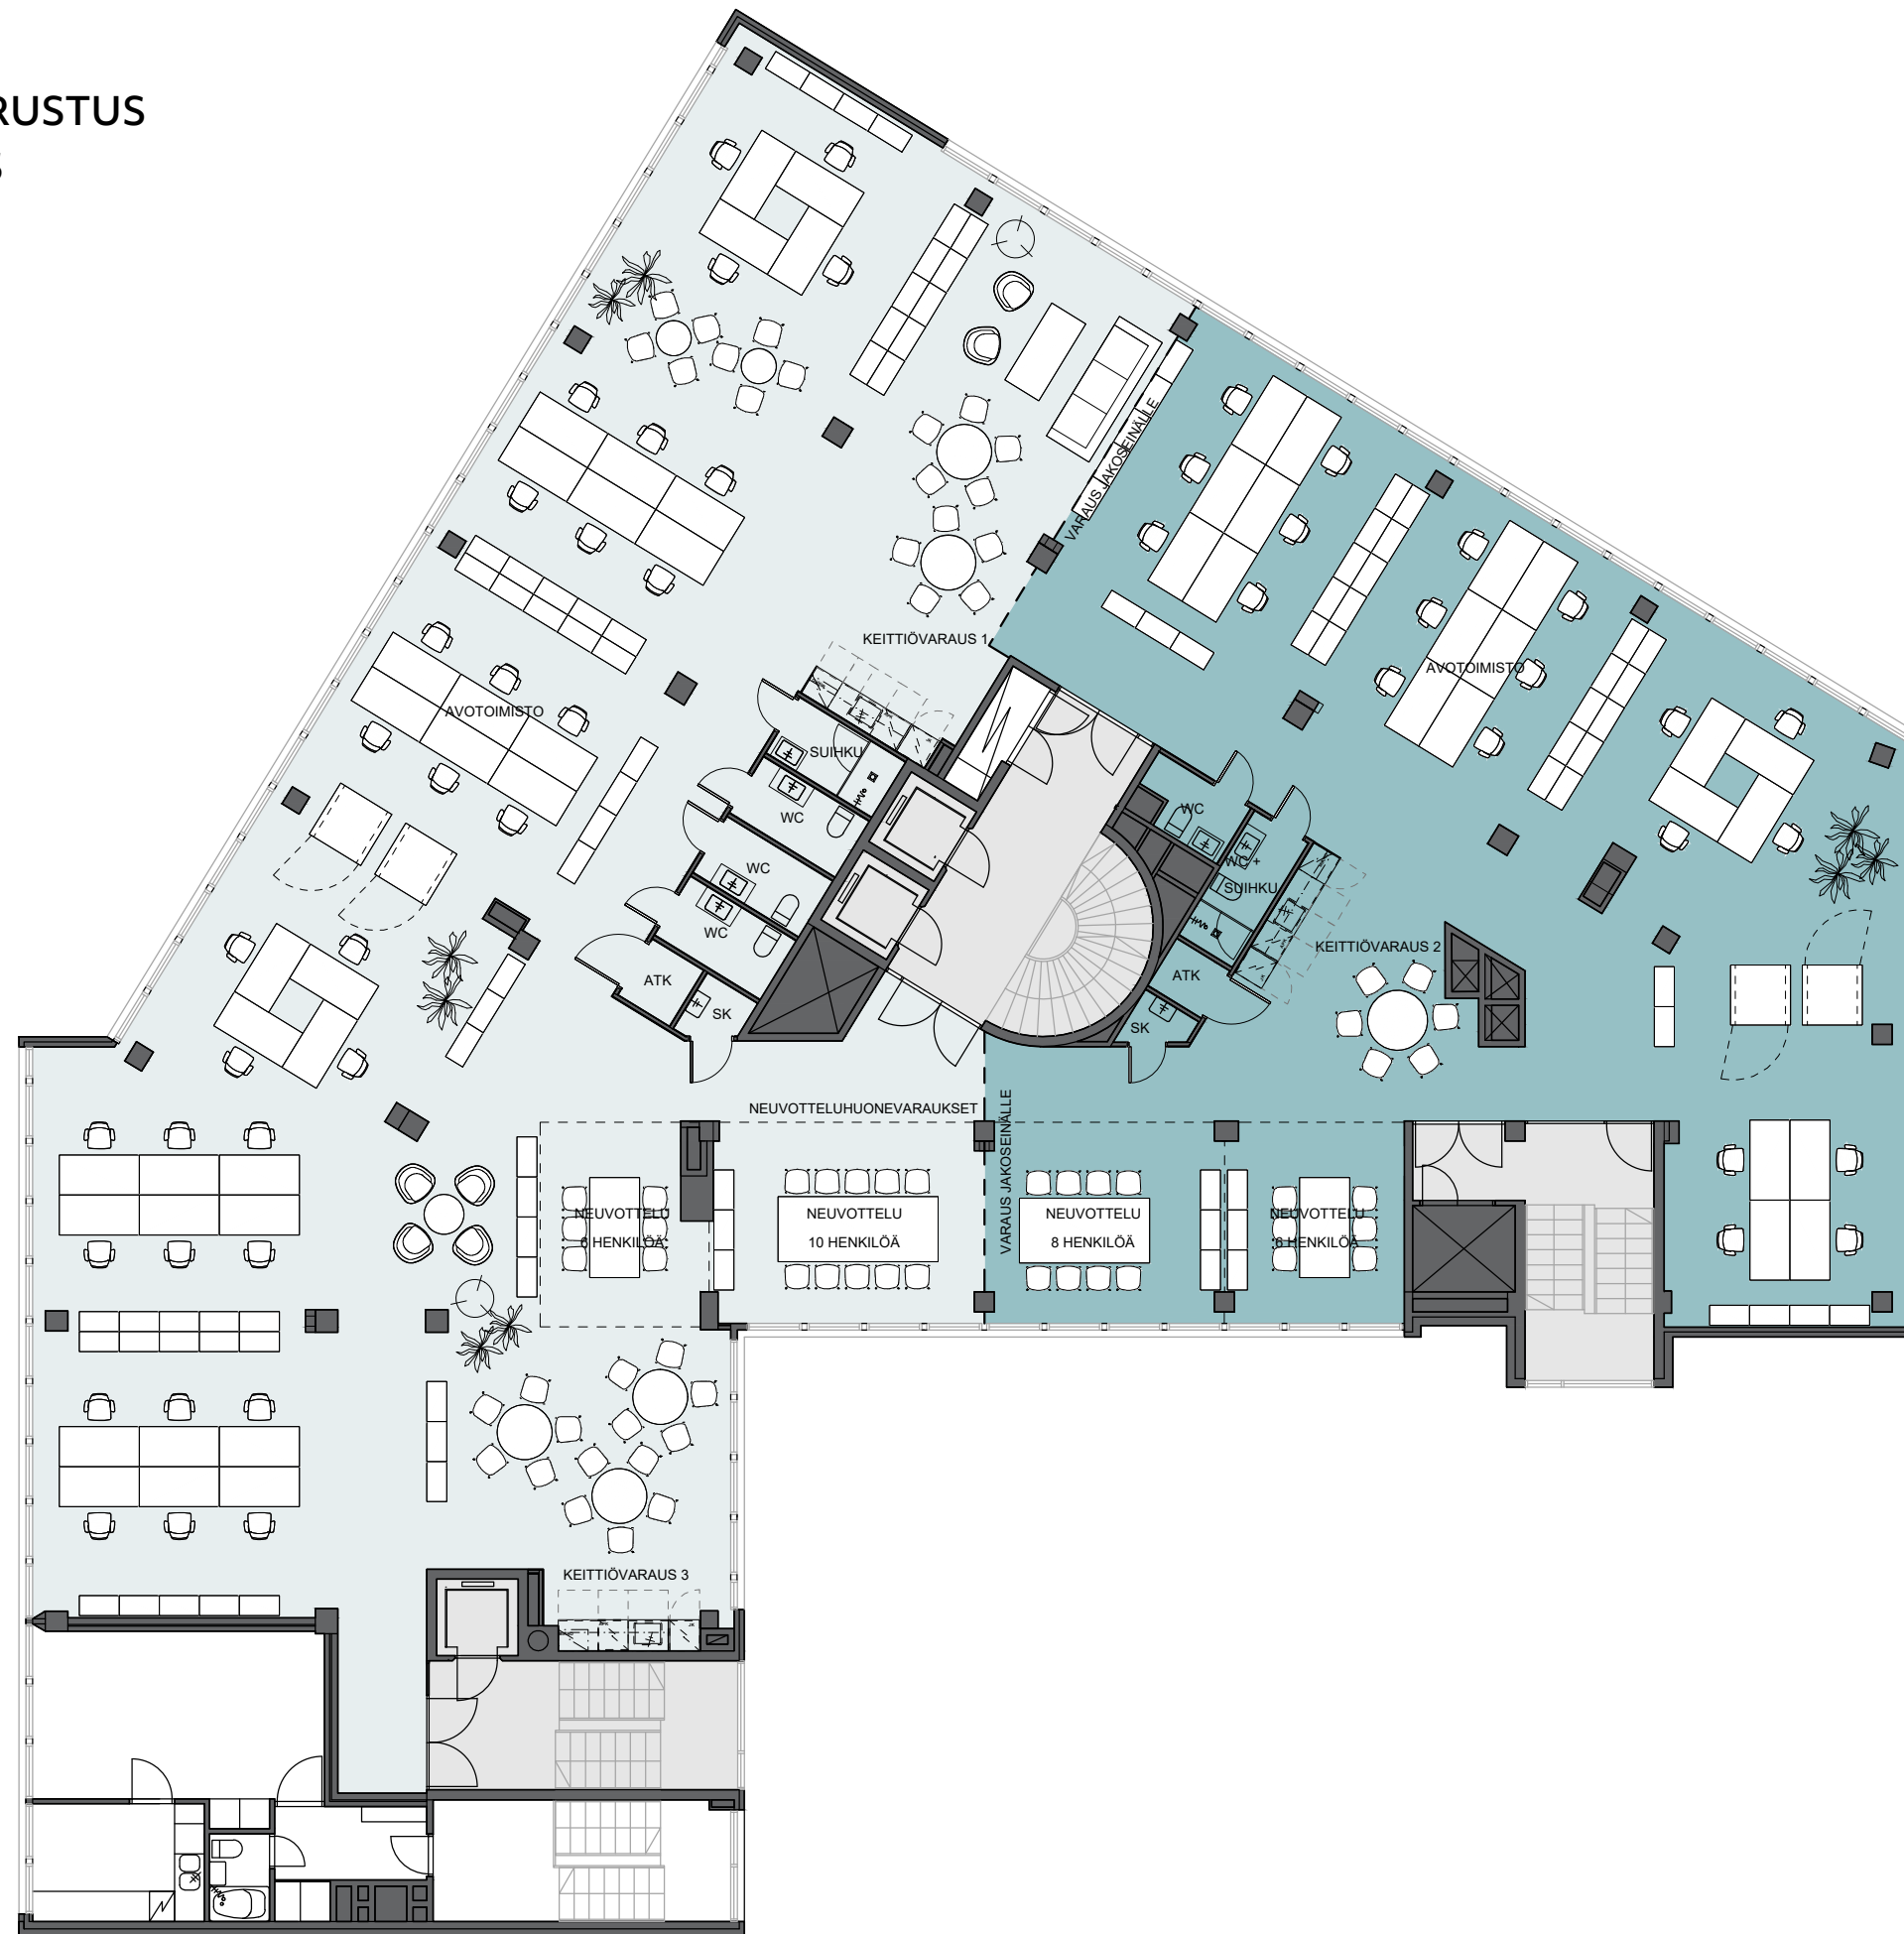 RUSTUS
S
VARAUS JAKOSEINÄLLE
KEITTIÖVARAUS 1
AVOTOIMISTO
AVOTOIMISTO
SUIHKU
WC
WC
WC
WC
WC +
SUIHKU
KEITTIÖVARAUS 2
ATK
SK
ATK
SK
NEUVOTTELUHUONEVARAUKSET
VARAUS JAKOSEINÄLLE
NEUVOTTELU
6 HENKILÖÄ
NEUVOTTELU
10 HENKILÖÄ
NEUVOTTELU
8 HENKILÖÄ
NEUVOTTELU
6 HENKILÖÄ
KEITTIÖVARAUS 3